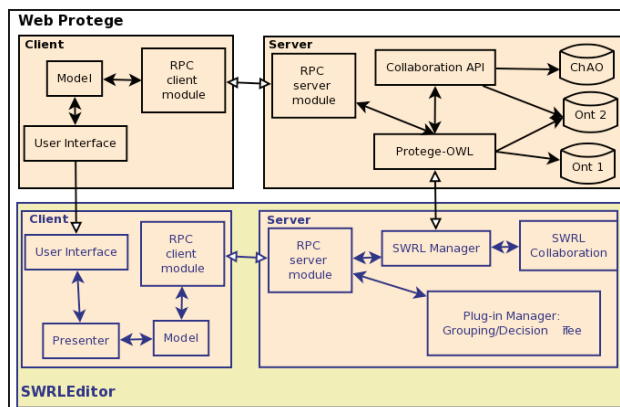 Web Protege
Client
Model
RPC
client
module
User Interface
Server
RPC
server
module
Collaboration API
Protege-OWL
ChAO
Ont 2
Ont 1
Client
User Interface
RPC
client
module
Presenter
Model
Server
RPC
server
module
SWRL Manager
SWRL
Collaboration
Plug-in Manager:
Grouping/Decision Tree
SWRLEditor